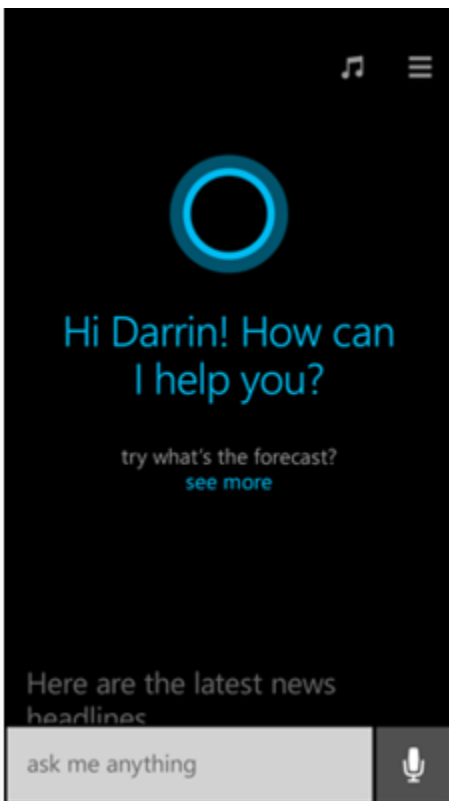 Hi Darrin! How can
I help you?
try what's the forecast?
see more
Here are the latest news
headlines
ask me anything